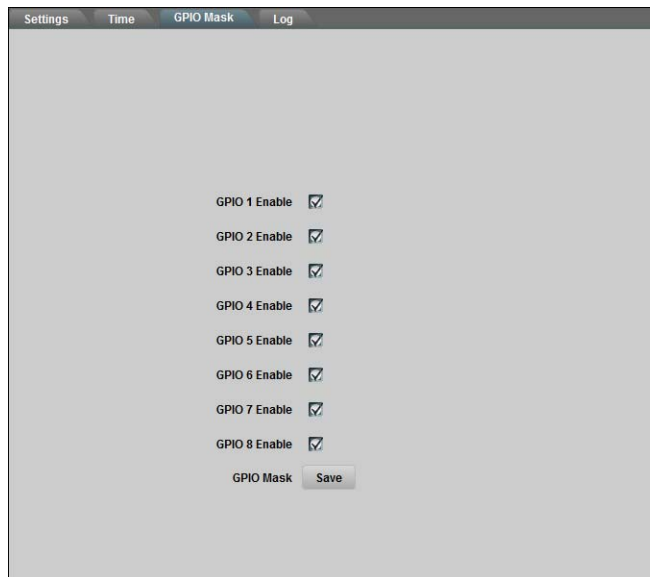 Settings Time GPIO Mask Log
GPIO 1 Enable
GPIO 2 Enable
GPIO 3 Enable
GPIO 4 Enable
GPIO 5 Enable
GPIO 6 Enable
GPIO 7 Enable
GPIO 8 Enable
GPIO Mask Save